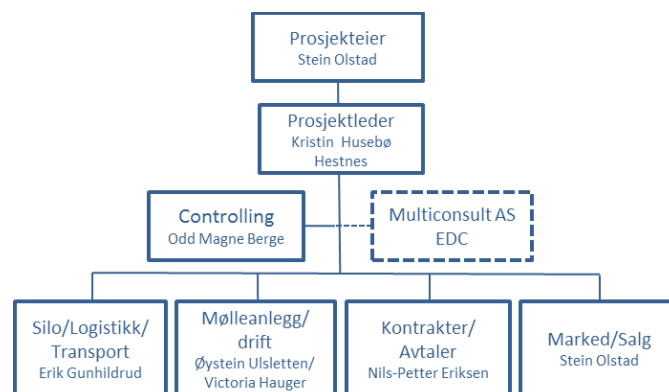 Prosjekteier
Stein Olstad
Prosjektleder
Kristin Husebø
Hestnes
Controlling
Odd Magne Berge
Multiconsult AS
EDC
Silo/Logistikk/
Transport
Erik Gunhildrud
Mølleanlegg/
drift
Øystein Ulsletten/
Victoria Hauger
Kontrakter/
Avtaler
Nils-Petter Eriksen
Marked/Salg
Stein Olstad